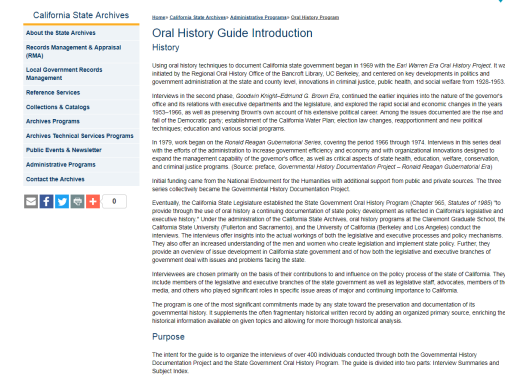 California State Archives
About the State Archives
Records Management & Appraisal
(RMA)
Local Government Records
Management
Reference Services
Collections & Catalogs
Archives Programs
Archives Technical Services Programs
Public Events & Newsletter
Administrative Programs
Contact the Archives
0
Home> California State Archives> Administrative Programs> Oral History Program
Oral History Guide Introduction
History
Using oral history techniques to document California state government began in 1969 with the Earl Warren Era Oral History Project. It wa
initiated by the Regional Oral History Office of the Bancroft Library, UC Berkeley, and centered on key developments in politics and
government administration at the state and county level, innovations in criminal justice, public health, and social welfare from 1928-1953.
Interviews in the second phase, Goodwin Knight–Edmund G. Brown Era, continued the earlier inquiries into the nature of the governor's
office and its relations with executive departments and the legislature, and explored the rapid social and economic changes in the years
1953–1966, as well as preserving Brown's own account of his extensive political career. Among the issues documented are the rise and
fall of the Democratic party; establishment of the California Water Plan; election law changes, reapportionment and new political
techniques; education and various social programs.
In 1979, work began on the Ronald Reagan Gubernatorial Series, covering the period 1966 through 1974. Interviews in this series deal
with the efforts of the administration to increase government efficiency and economy and with organizational innovations designed to
expand the management capability of the governor's office, as well as critical aspects of state health, education, welfare, conservation,
and criminal justice programs. (Source: preface, Governmental History Documentation Project – Ronald Reagan Gubernatorial Era)
Initial funding came from the National Endowment for the Humanities with additional support from public and private sources. The three
series collectively became the Governmental History Documentation Project.
Eventually, the California State Legislature established the State Government Oral History Program (Chapter 965, Statutes of 1985) "to
provide through the use of oral history a continuing documentation of state policy development as reflected in California's legislative and
executive history." Under the administration of the California State Archives, oral history programs at the Claremont Graduate School, the
California State University (Fullerton and Sacramento), and the University of California (Berkeley and Los Angeles) conduct the
interviews. The interviews offer insights into the actual workings of both the legislative and executive processes and policy mechanisms.
They also offer an increased understanding of the men and women who create legislation and implement state policy. Further, they
provide an overview of issue development in California state government and of how both the legislative and executive branches of
government deal with issues and problems facing the state.
Interviewees are chosen primarily on the basis of their contributions to and influence on the policy process of the state of California. They
include members of the legislative and executive branches of the state government as well as legislative staff, advocates, members of th
media, and others who played significant roles in specific issue areas of major and continuing importance to California.
The program is one of the most significant commitments made by any state toward the preservation and documentation of its
governmental history. It supplements the often fragmentary historical written record by adding an organized primary source, enriching the
historical information available on given topics and allowing for more thorough historical analysis.
Purpose
The intent for the guide is to organize the interviews of over 400 individuals conducted through both the Governmental History
Documentation Project and the State Government Oral History Program. The guide is divided into two parts: Interview Summaries and
Subject Index.